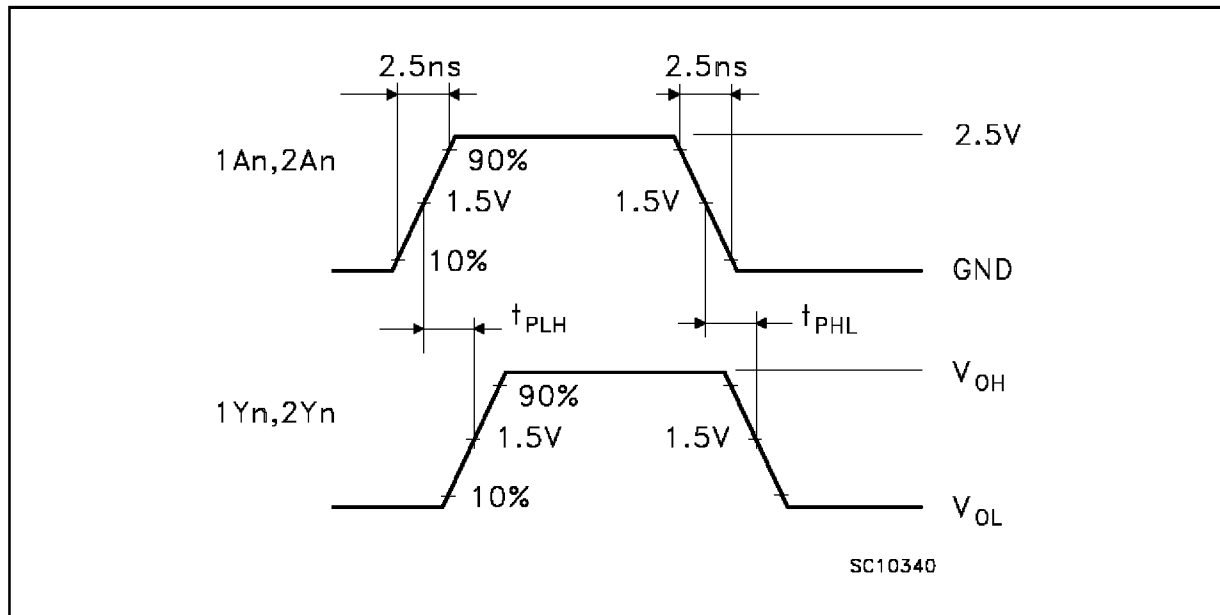 2.5ns 2.5ns
2.5V
1An,2An 90%
1.5V 1.5V
10% GND
tPLH tPHL
VOH
1Yn,2Yn 90%
1.5V 1.5V
10% VOL
SC10340